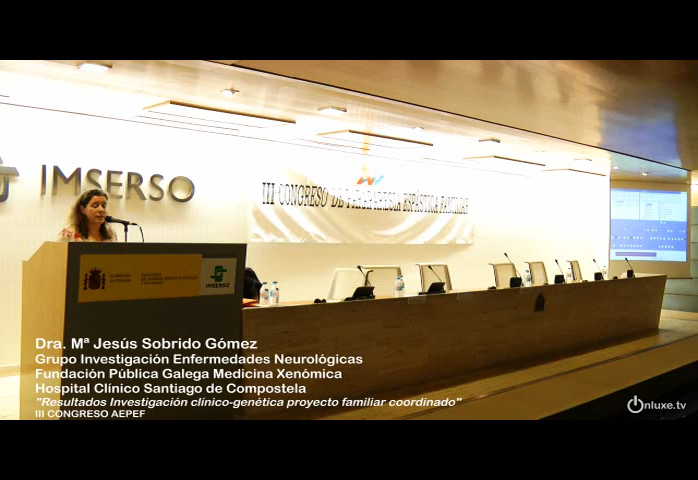 IMSERSO
III CONGRESO DE PARAPARESIA ESPÁSTICA FAMILIAR
IMSERSO
Dra. Mª Jesús Sobrido Gómez
Grupo Investigación Enfermedades Neurológicas
Fundación Pública Galega Medicina Xenómica
Hospital Clínico Santiago de Compostela
"Resultados Investigación clínico-genética proyecto familiar coordinado"
III CONGRESO AEPEF
Onluxe.tv